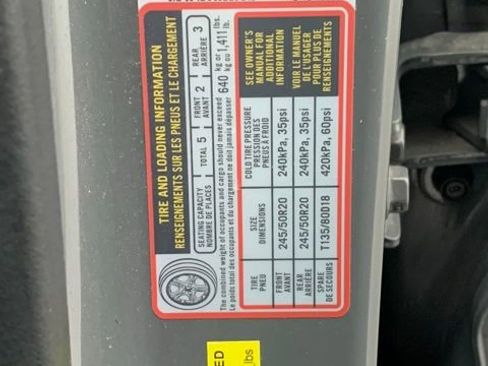 TIRE AND LOADING INFORMATION
RENSEIGNEMENTS SUR LES PNEUS ET LE CHARGEMENT
SEATING CAPACITY
NOMBRE DE PLACES
TOTAL 5
FRONT
AVANT 2
REAR
ARRIÈRE 3
The combined weight of occupants and cargo should never exceed
Le poids total des occupants et du chargement ne doit jamais dépasser
640 kg or 1,411 lbs.
kg ou lb.
TIRE
PNEU
SIZE
DIMENSIONS
COLD TIRE PRESSURE
PRESSION DES
PNEUS À FROID
FRONT
AVANT
245/50R20
240kPa, 35psi
REAR
ARRIÈRE
245/50R20
240kPa, 35psi
SPARE
DE SECOURS
T135/80D18
420kPa, 60psi
SEE OWNER'S
MANUAL FOR
ADDITIONAL
INFORMATION
VOIR LE MANUEL
DE L'USAGER
POUR PLUS DE
RENSEIGNEMENTS
ED
lbs